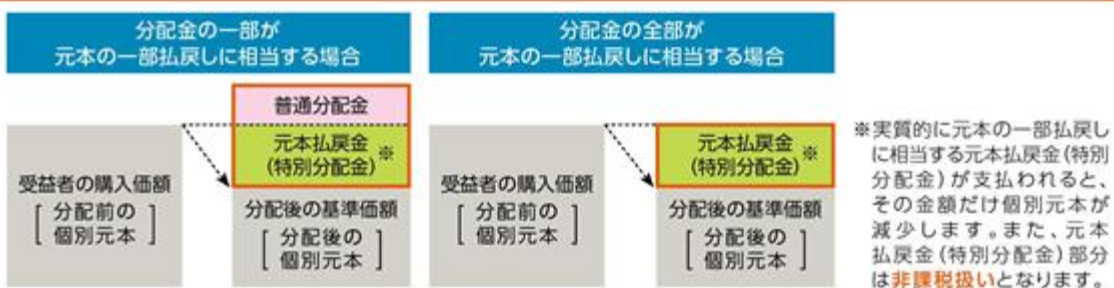 分配金の一部が
元本の一部払戻しに相当する場合
普通分配金
元本払戻金
(特別分配金)
※
受益者の購入価額
[ 分配前の
個別元本 ]
分配後の基準価額
[ 分配後の
個別元本 ]
分配金の全部が
元本の一部払戻しに相当する場合
元本払戻金
(特別分配金)
※
受益者の購入価額
[ 分配前の
個別元本 ]
分配後の基準価額
[ 分配後の
個別元本 ]
※実質的に元本の一部払戻し
に相当する元本払戻金(特別
分配金)が支払われると、
その金額だけ個別元本が
減少します。また、元本
払戻金(特別分配金)部分
は非課税扱いとなります。